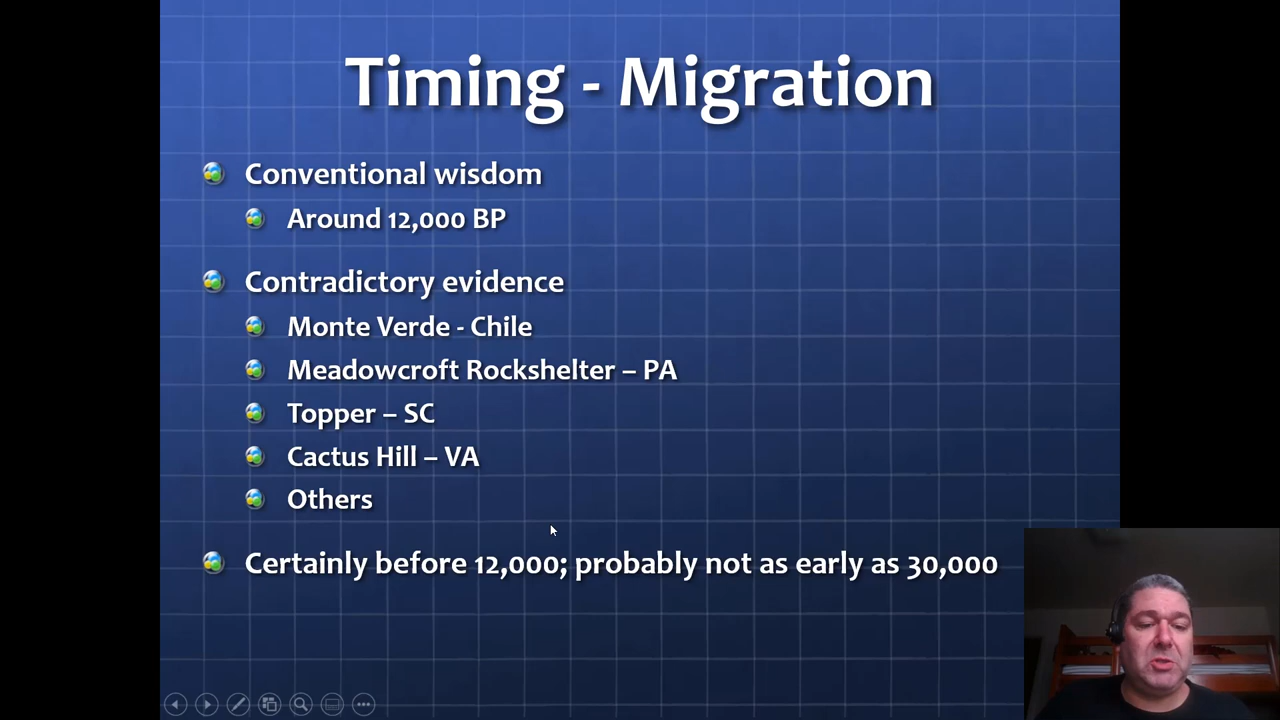 Timing - Migration
Conventional wisdom
Around 12,000 BP
Contradictory evidence
Monte Verde - Chile
Meadowcroft Rockshelter – PA
Topper – SC
Cactus Hill – VA
Others
Certainly before 12,000; probably not as early as 30,000